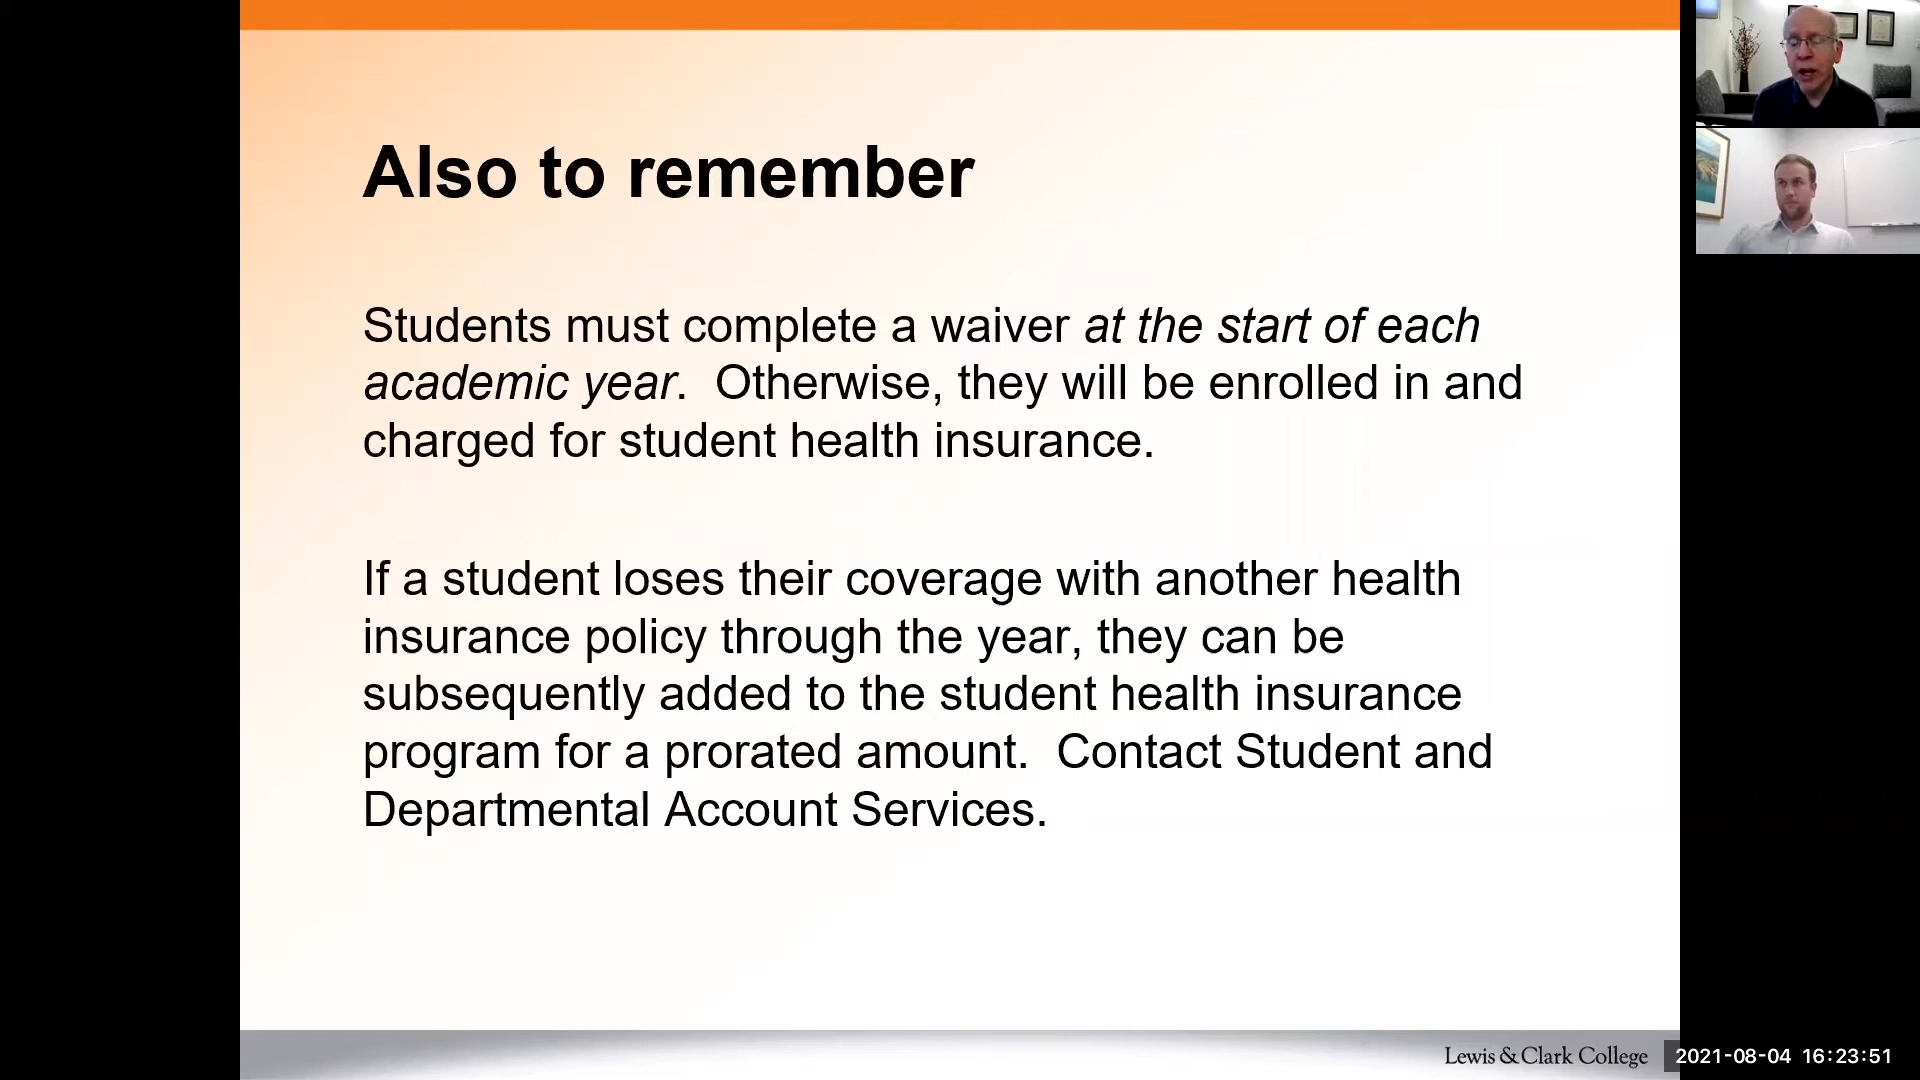 Also to remember
Students must complete a waiver at the start of each
academic year.  Otherwise, they will be enrolled in and
charged for student health insurance.
If a student loses their coverage with another health
insurance policy through the year, they can be
subsequently added to the student health insurance
program for a prorated amount.  Contact Student and
Departmental Account Services.
Lewis & Clark College
2021-08-04 16:23:51